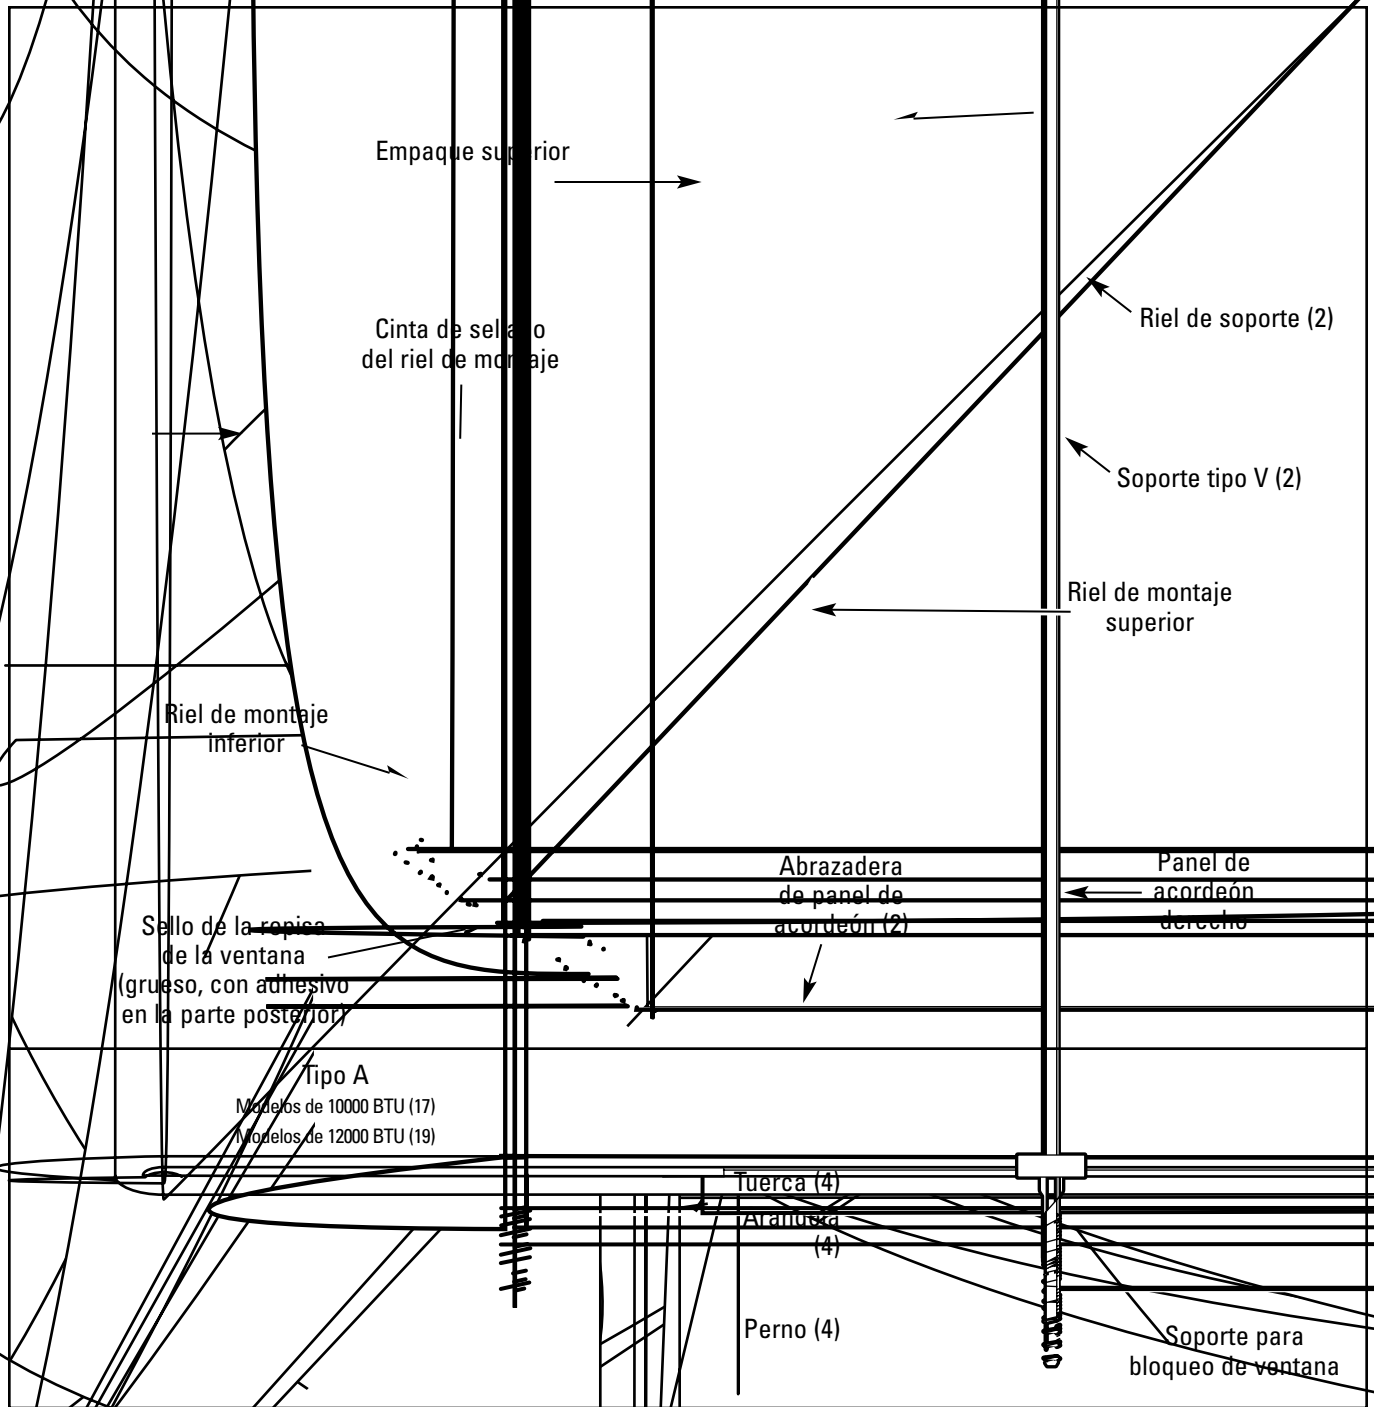 Empaque superior
Cinta de sellado
del riel de montaje
Riel de soporte (2)
Soporte tipo V (2)
Riel de montaje
superior
Riel de montaje
inferior
Abrazadera
de panel de
acordeón (2)
Panel de
acordeón
derecho
Sello de la repisa
de la ventana
(grueso, con adhesivo
en la parte posterior)
Tipo A
Modelos de 10000 BTU (17)
Modelos de 12000 BTU (19)
Tuerca (4)
Arandela
(4)
Perno (4)
Soporte para
bloqueo de ventana